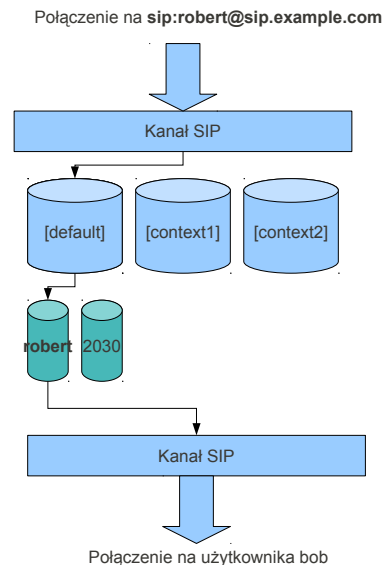 Połączenie na sip:robert@sip.example.com
Kanał SIP
[default] [context1] [context2]
robert 2030
Kanał SIP
Połączenie na użytkownika bob